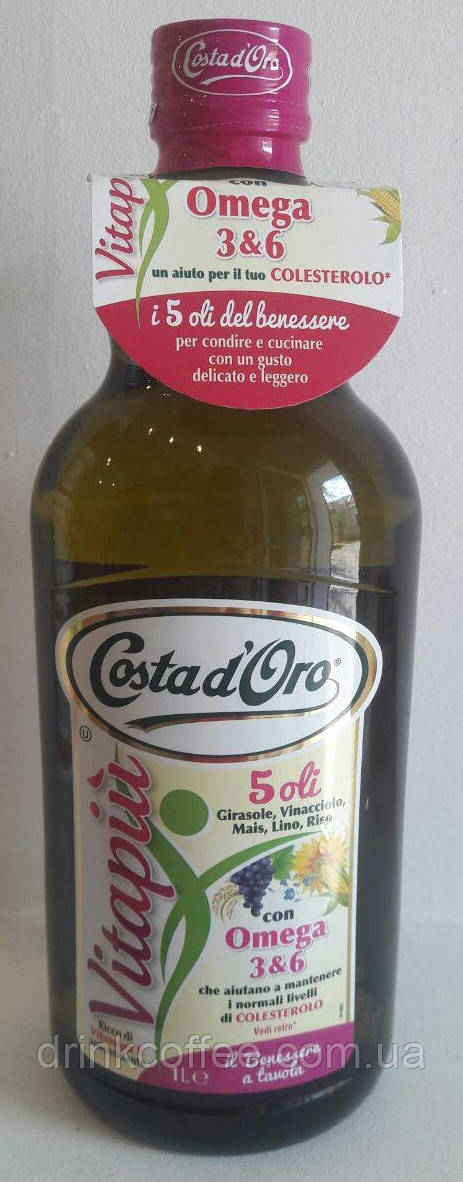 Costa d'Oro
Vitap
con
Omega
3&6
un aiuto per il tuo COLESTEROLO*
i 5 oli del benessere
per condire e cucinare
con un gusto
delicato e leggero
Costa d'Oro®
U
Vitapiù
5 oli
Girasole, Vinacciolo,
Mais, Lino, Riso
con
Omega
3&6
che aiutano a mantenere
i normali livelli
di COLESTEROLO
Vedi retro*
Ricco di
1L e
il Benessere
a tavola
drinkcoffee.com.ua